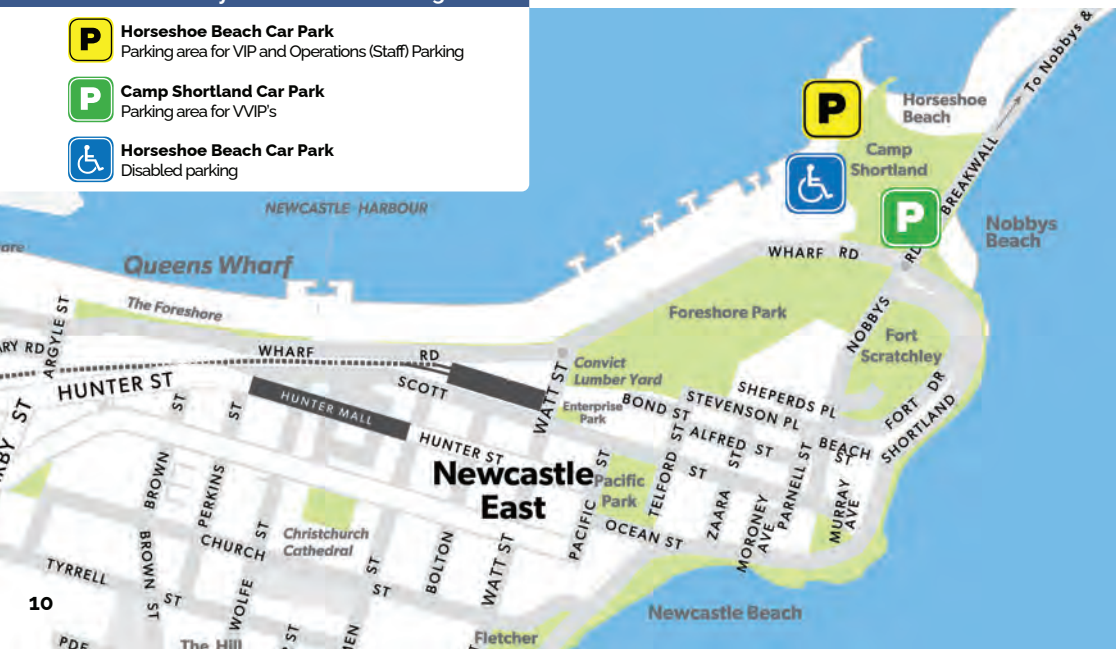 P
Horseshoe Beach Car Park
Parking area for VIP and Operations (Staff) Parking
P
Camp Shortland Car Park
Parking area for VVIP's
Horseshoe Beach Car Park
Disabled parking
To Nobbys &
P
Horseshoe
Beach
Camp
Shortland
BREAKWALL
P
RD
Nobbys
Beach
NEWCASTLE HARBOUR
Queens Wharf
WHARF RD
The Foreshore
Foreshore Park
ARGYLE ST
NOBBYS
Fort
Scratchley
WHARF RD
Convict
Lumber Yard
SCOTT
HUNTER ST
HUNTER MALL
WATT ST
Enterprise
Park
BOND ST
SHEPERDS PL
STEVENSON PL
FORT DR
SHORTLAND
ST
ST
HUNTER ST
ALFRED ST
BEACH
ST
Newcastle
East
Pacific
Park
PACIFIC ST
TELFORD ST
ST
ZAARA ST
PARNELL ST
MURRAY
AVE
MORONEY
AVE
OCEAN ST
BROWN
PERKINS
ST
CHURCH
Christchurch
Cathedral
ST
ST
BOLTON
WATT ST
TYRRELL
ST
BROWN ST
WOLFE
10
Newcastle Beach
The Hill
ST
Fletcher